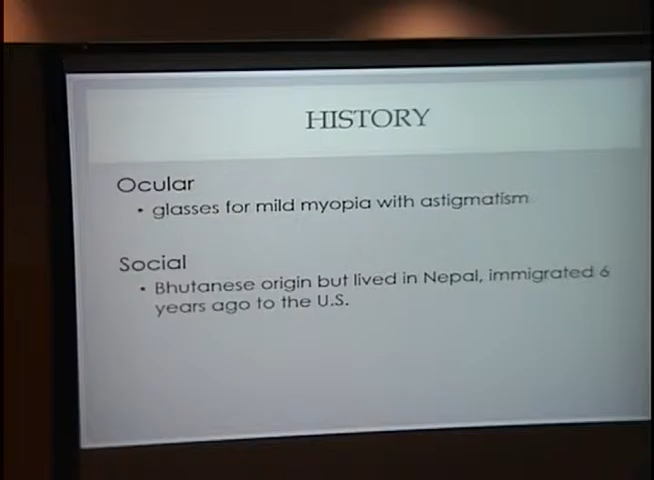 HISTORY
Ocular
• glasses for mild myopia with astigmatism
Social
• Bhutanese origin but lived in Nepal, immigrated 6
years ago to the U.S.